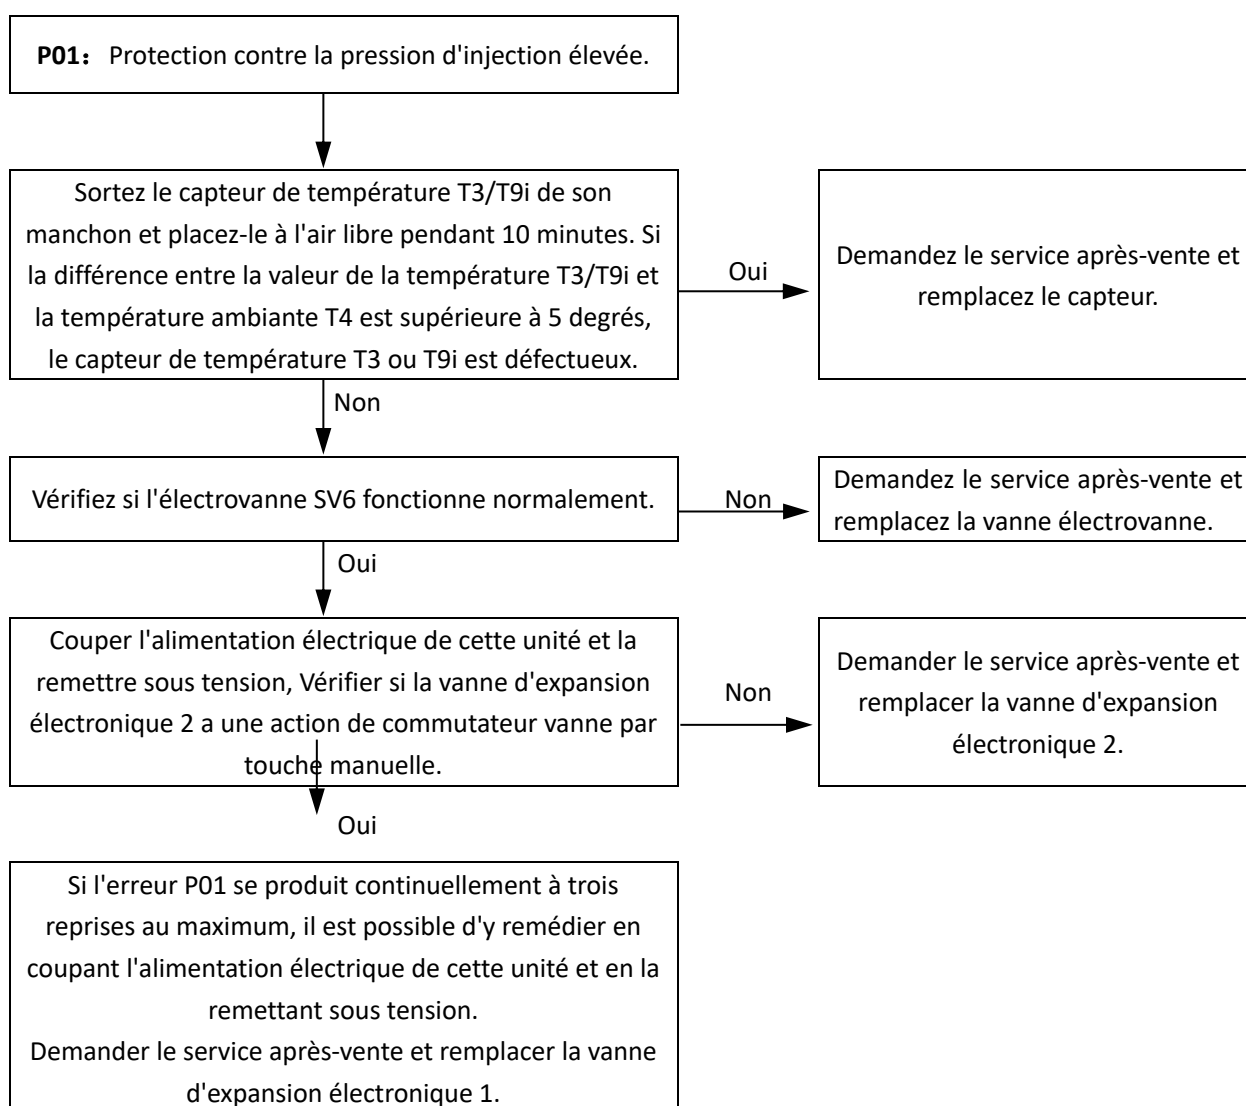 P01： Protection contre la pression d'injection élevée.
Sortez le capteur de température T3/T9i de son
manchon et placez-le à l'air libre pendant 10 minutes. Si
la différence entre la valeur de la température T3/T9i et
la température ambiante T4 est supérieure à 5 degrés,
le capteur de température T3 ou T9i est défectueux.
Oui
Demandez le service après-vente et
remplacez le capteur.
Non
Vérifiez si l'électrovanne SV6 fonctionne normalement.
Non
Demandez le service après-vente et
remplacez la vanne électrovanne.
Oui
Couper l'alimentation électrique de cette unité et la
remettre sous tension, Vérifier si la vanne d'expansion
électronique 2 a une action de commutateur vanne par
touche manuelle.
Non
Demander le service après-vente et
remplacer la vanne d'expansion
électronique 2.
Oui
Si l'erreur P01 se produit continuellement à trois
reprises au maximum, il est possible d'y remédier en
coupant l'alimentation électrique de cette unité et en la
remettant sous tension.
Demander le service après-vente et remplacer la vanne
d'expansion électronique 1.